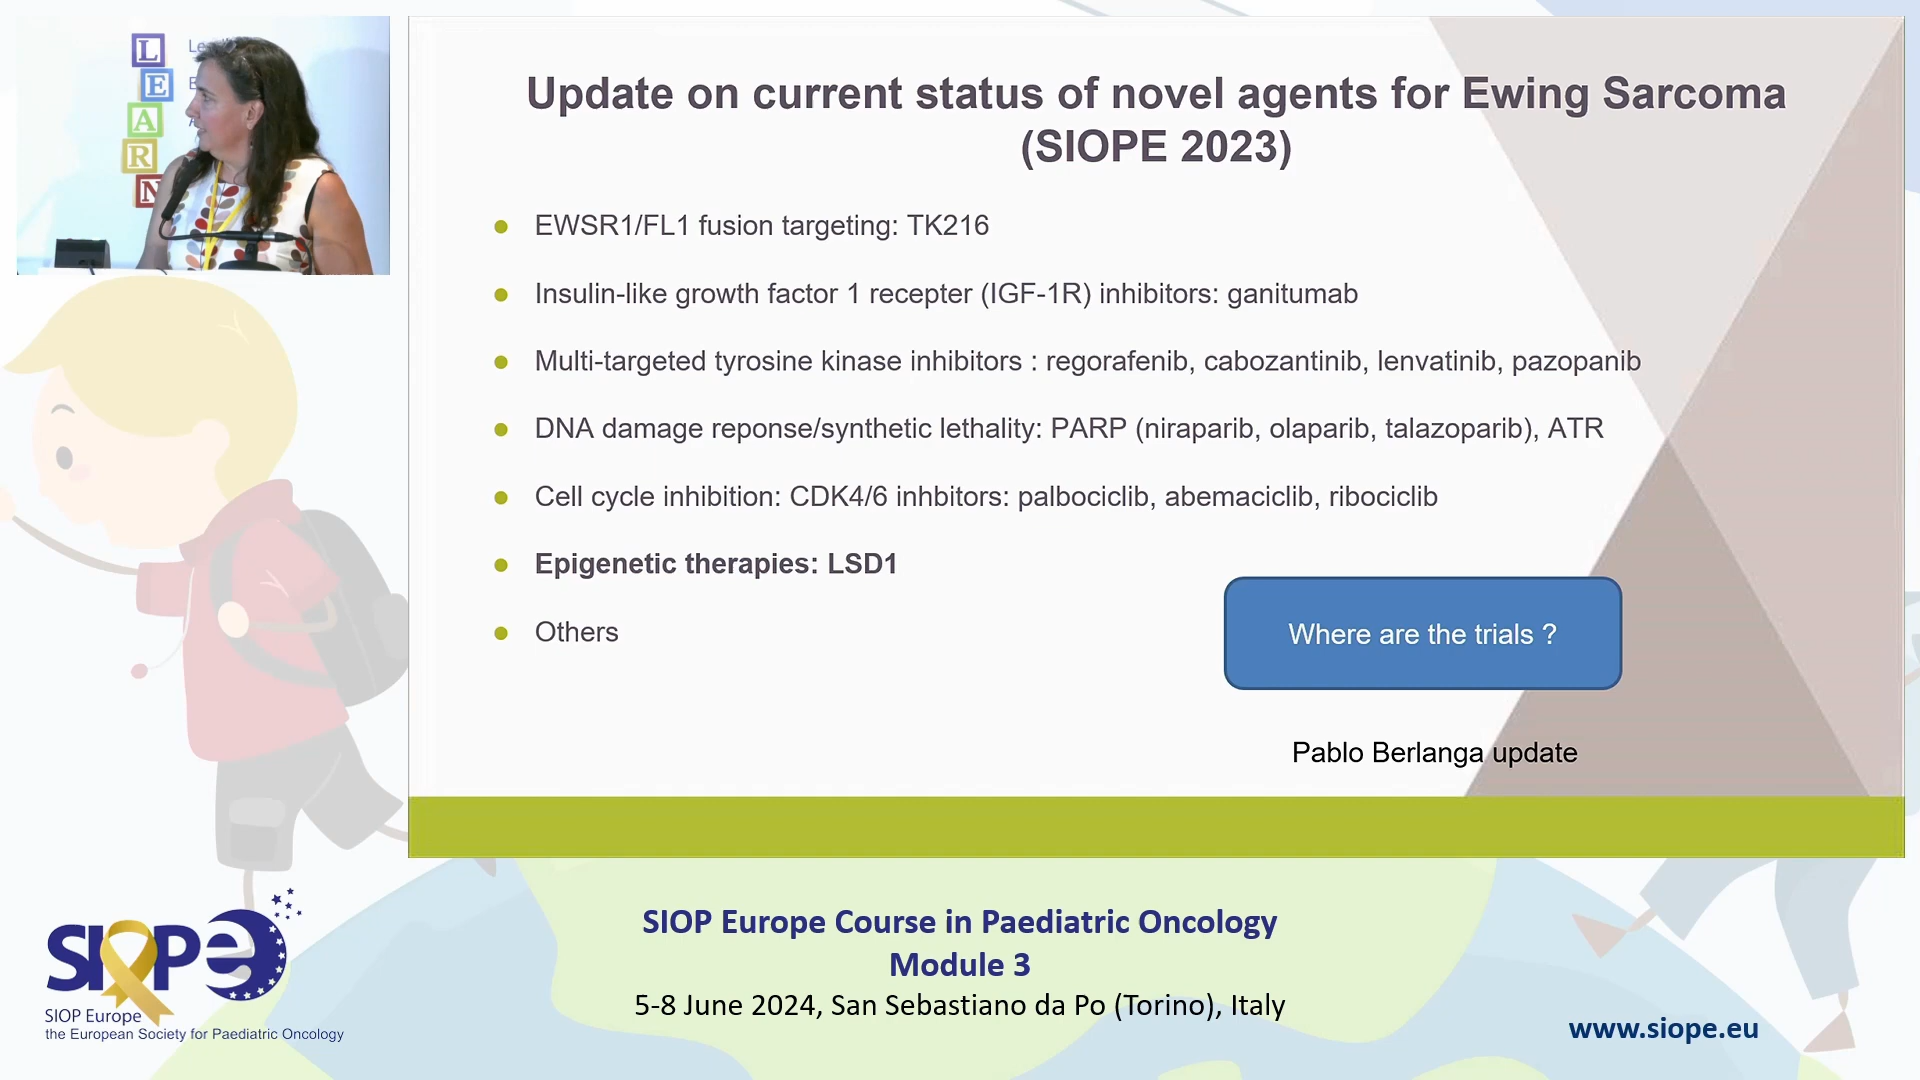 L
E
A
R
N
Update on current status of novel agents for Ewing Sarcoma
(SIOPE 2023)
EWSR1/FL1 fusion targeting: TK216
Insulin-like growth factor 1 recepter (IGF-1R) inhibitors: ganitumab
Multi-targeted tyrosine kinase inhibitors : regorafenib, cabozantinib, lenvatinib, pazopanib
DNA damage reponse/synthetic lethality: PARP (niraparib, olaparib, talazoparib), ATR
Cell cycle inhibition: CDK4/6 inhbitors: palbociclib, abemaciclib, ribociclib
Epigenetic therapies: LSD1
Others
Where are the trials ?
Pablo Berlanga update
SIOPe
SIOP Europe
the European Society for Paediatric Oncology
SIOP Europe Course in Paediatric Oncology
Module 3
5-8 June 2024, San Sebastiano da Po (Torino), Italy
www.siope.eu